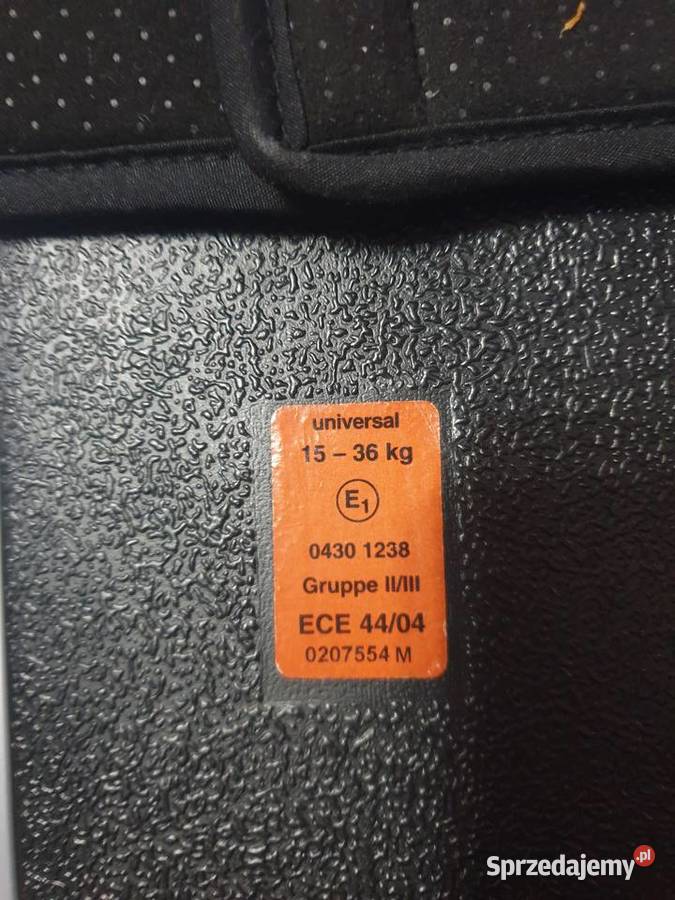 universal
15 – 36 kg
E1
0430 1238
Gruppe II/III
ECE 44/04
0207554 M
Sprzedajemy.pl